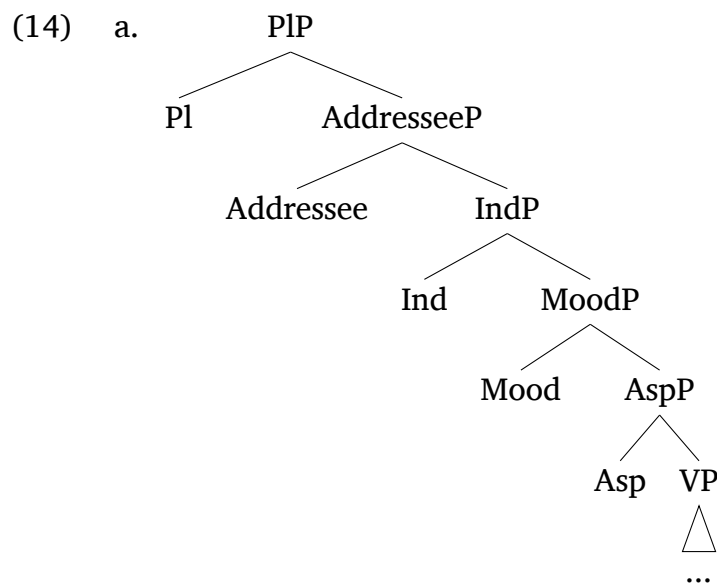 (14) a. PlP
Pl AddresseeP
Addressee IndP
Ind MoodP
Mood AspP
Asp VP
...